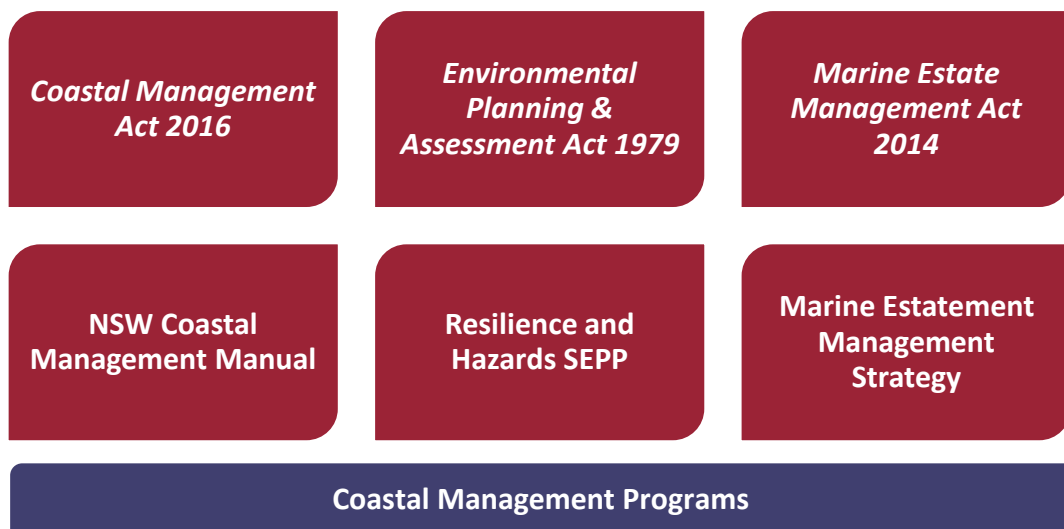 Coastal Management
Act 2016
Environmental
Planning &
Assessment Act 1979
Marine Estate
Management Act
2014
NSW Coastal
Management Manual
Resilience and
Hazards SEPP
Marine Estatement
Management
Strategy
Coastal Management Programs